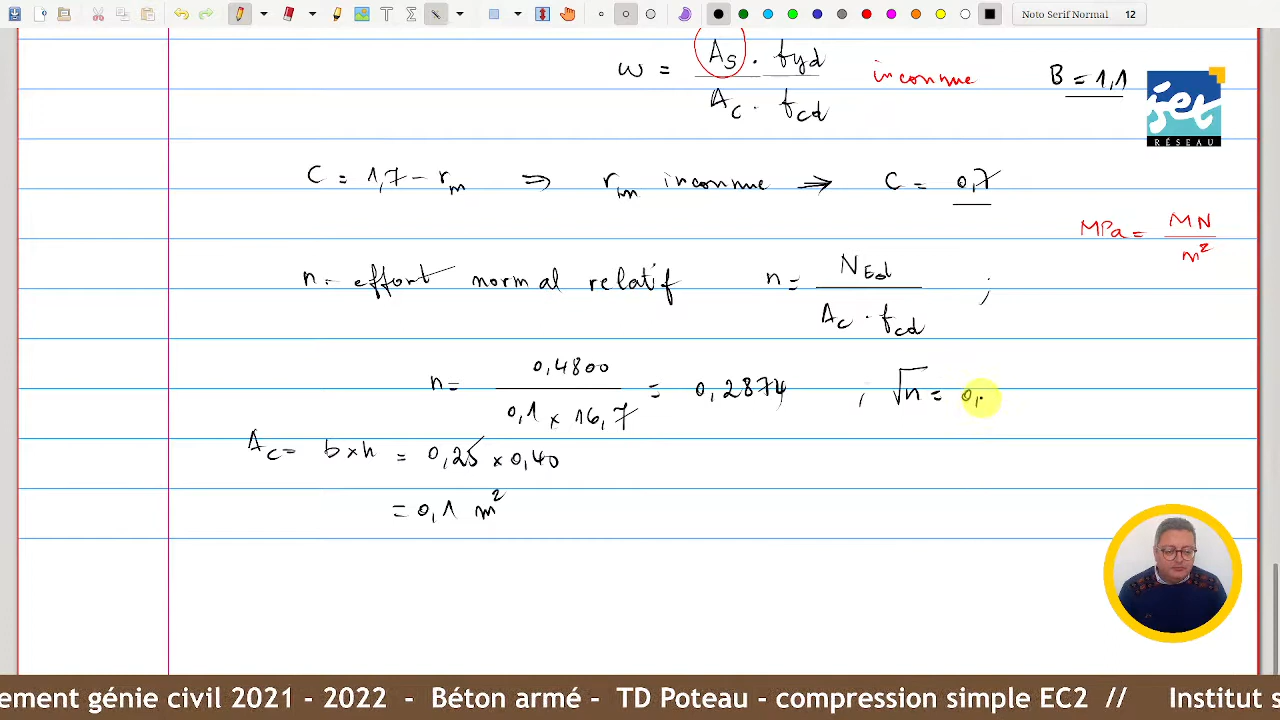 Noto Serif Normal 12
ω = As . fyd / Ac . fcd inconnue B = 1,1
iset
RÉSEAU
C = 1,7 - rm ⇒ rm inconnue → C = 0,7
MPa = MN / m²
n = effort normal relatif n = NEd / Ac . fcd ;
n = 0,4800 / 0,1 × 16,7 = 0,2874 ; √n = 0,
Ac = b × h = 0,25 × 0,40
= 0,1 m²
ement génie civil 2021 - 2022 - Béton armé - TD Poteau - compression simple EC2 // Institut s